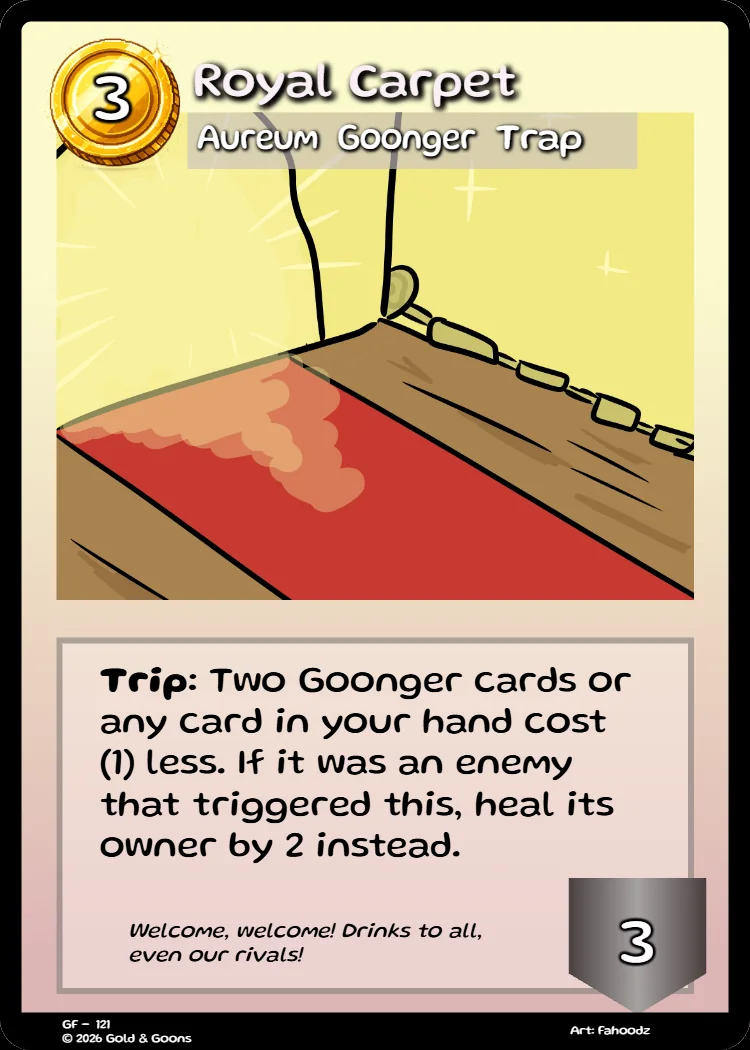 3
Royal Carpet
Aureum Goonger Trap
Trip: Two Goonger cards or
any card in your hand cost
(1) less. If it was an enemy
that triggered this, heal its
owner by 2 instead.
Welcome, welcome! Drinks to all,
even our rivals!
3
GF - 121
© 2026 Gold & Goons
Art: Fahoodz